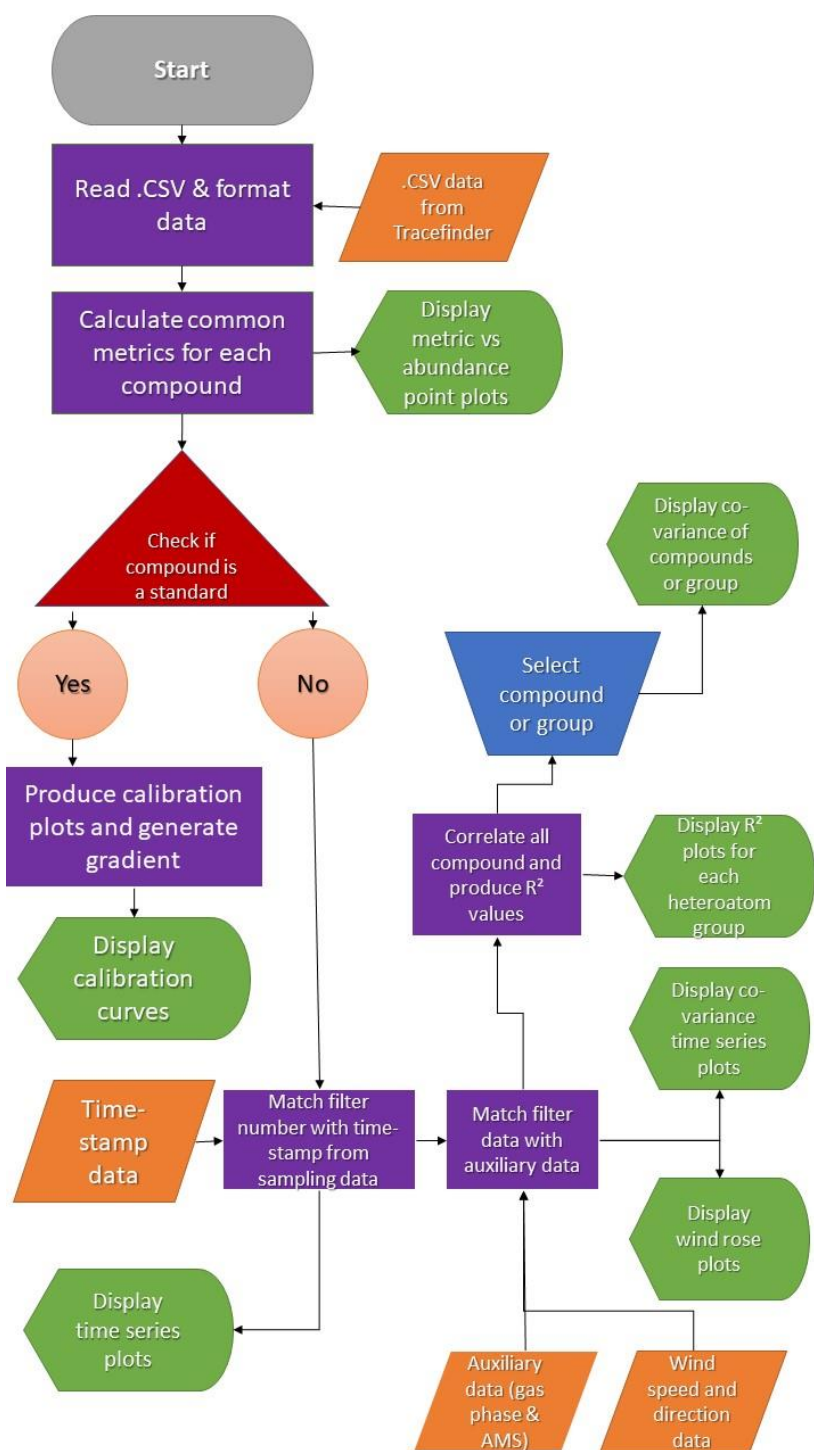 Start
Read .CSV & format
data
.CSV data
from
Tracefinder
Calculate common
metrics for each
compound
Display
metric vs
abundance
point plots
Check if
compound is
a standard
Display co-
variance of
compounds
or group
Yes
No
Select
compound
or group
Produce calibration
plots and generate
gradient
Correlate all
compound and
produce R²
values
Display R²
plots for
each
heteroatom
group
Display
calibration
curves
Display co-
variance
time series
plots
Time-
stamp
data
Match filter
number with time-
stamp from
sampling data
Match filter
data with
auxiliary data
Display
wind rose
plots
Display
time series
plots
Auxiliary
data (gas
phase &
AMS)
Wind
speed and
direction
data